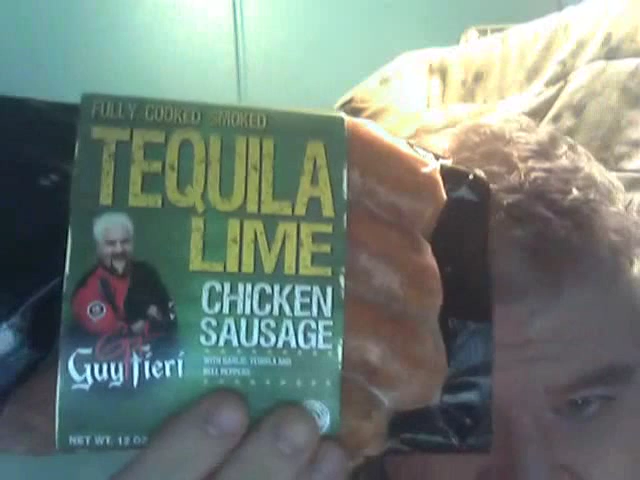 FULLY COOKED SMOKED
TEQUILA
LIME
CHICKEN
SAUSAGE
WITH GARLIC, TEQUILA AND
BELL PEPPERS
Guy Fieri
NET WT. 12 OZ